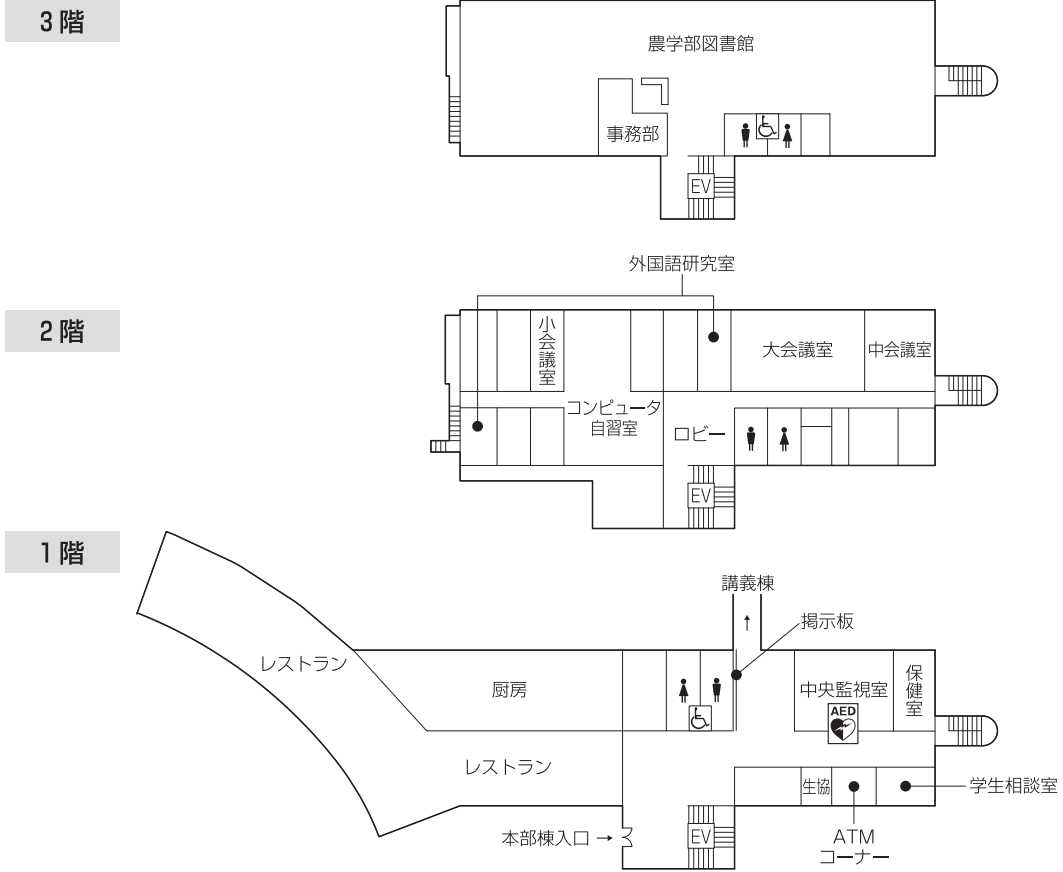 3階
農学部図書館
事務部
EV
外国語研究室
2階
小会議室
大会議室
中会議室
コンピュータ
自習室
ロビー
EV
1階
講義棟
↑
掲示板
レストラン
厨房
中央監視室
保健室
AED
レストラン
生協
学生相談室
本部棟入口→
EV
ATM
コーナー